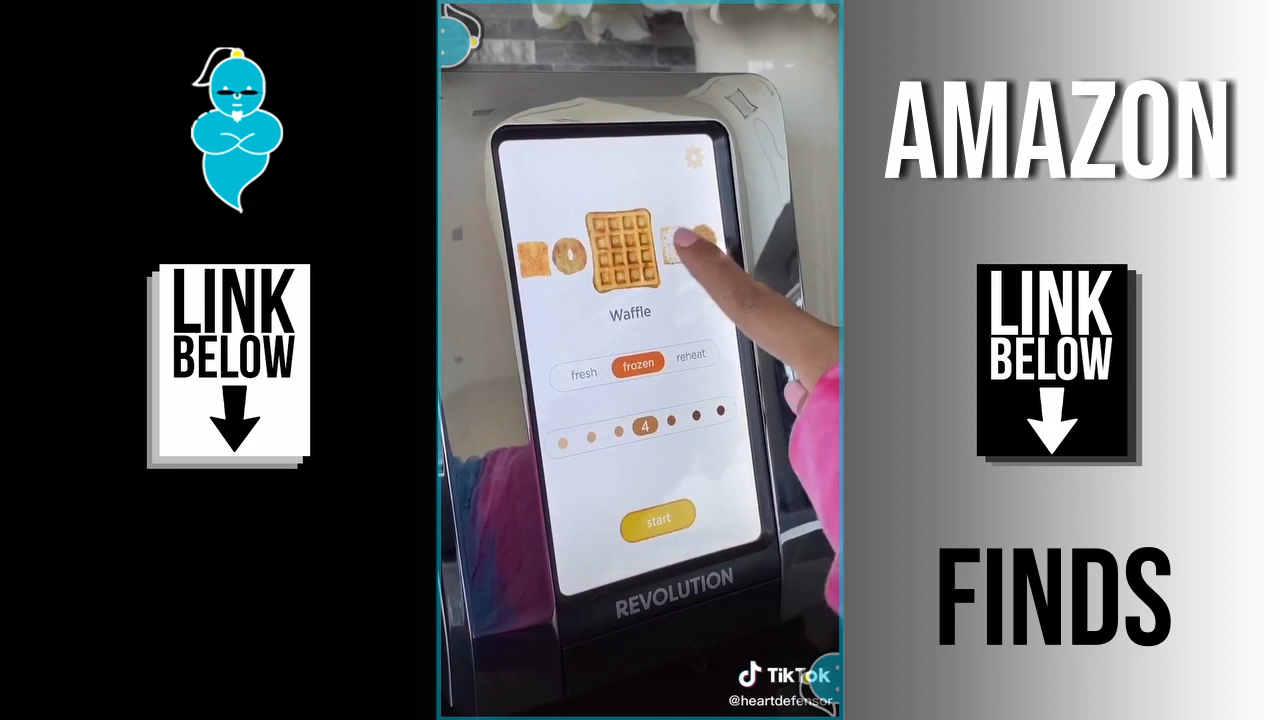 LINK
BELOW
Waffle
fresh
frozen
reheat
4
start
REVOLUTION
TikTok
@heartdefensor
AMAZON
LINK
BELOW
FINDS